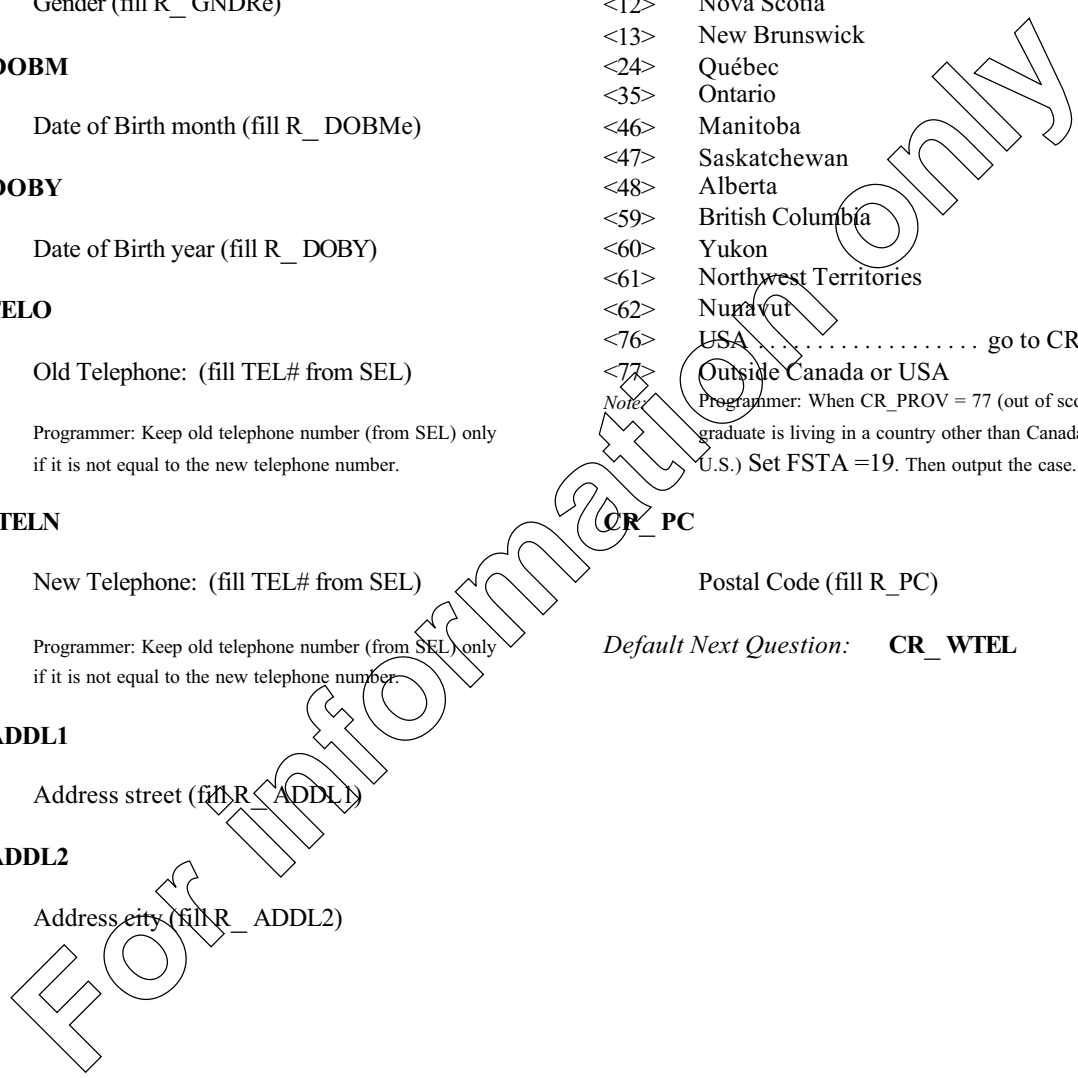 Gender (fill R_ GNDRe)
DOBM
Date of Birth month (fill R_ DOBMe)
DOBY
Date of Birth year (fill R_ DOBY)
TELO
Old Telephone: (fill TEL# from SEL)
Programmer: Keep old telephone number (from SEL) only
if it is not equal to the new telephone number.
TELN
New Telephone: (fill TEL# from SEL)
Programmer: Keep old telephone number (from SEL) only
if it is not equal to the new telephone number.
ADDL1
Address street (fill R_ ADDL1)
ADDL2
Address city (fill R_ ADDL2)
<12> Nova Scotia
<13> New Brunswick
<24> Québec
<35> Ontario
<46> Manitoba
<47> Saskatchewan
<48> Alberta
<59> British Columbia
<60> Yukon
<61> Northwest Territories
<62> Nunavut
<76> USA . . . . . . . . . . . . . . . . . . . go to CR
<77> Outside Canada or USA
Note: Programmer: When CR_PROV = 77 (out of sco
graduate is living in a country other than Canada
U.S.) Set FSTA =19. Then output the case.
CR_ PC
Postal Code (fill R_PC)
Default Next Question: CR_ WTEL
For information only